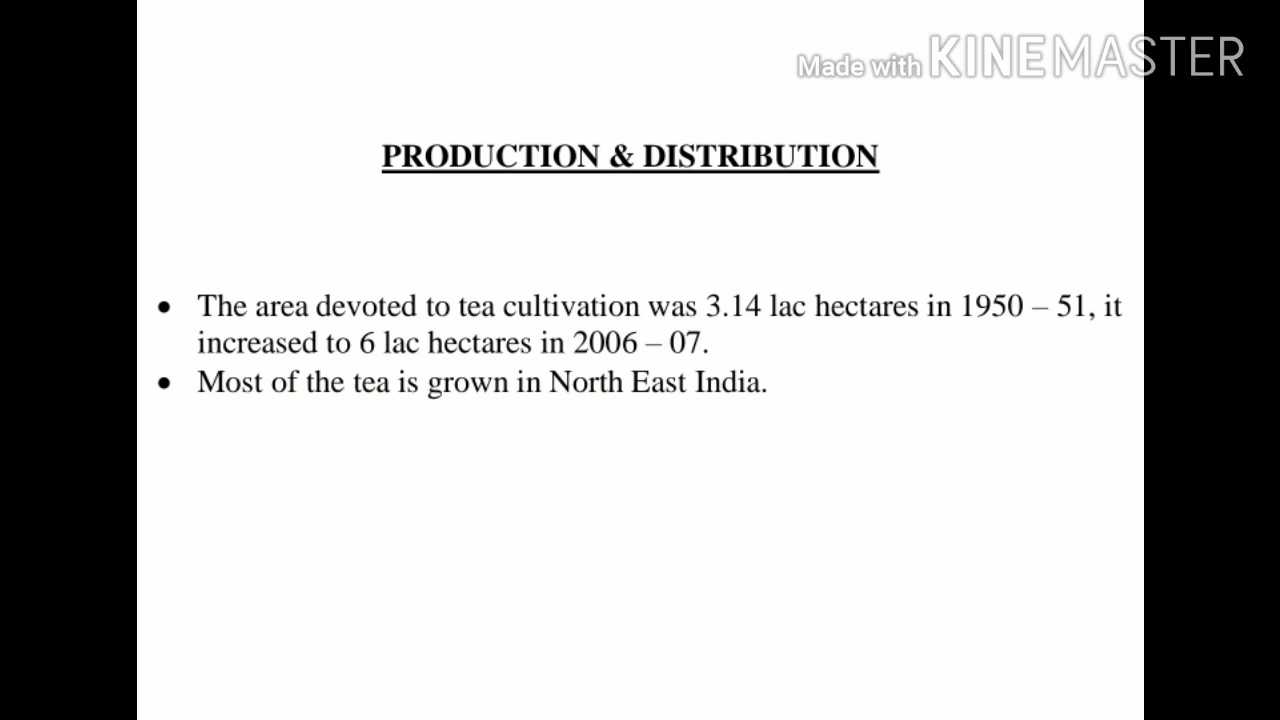 Made with KINEMASTER
PRODUCTION & DISTRIBUTION
• The area devoted to tea cultivation was 3.14 lac hectares in 1950 – 51, it
increased to 6 lac hectares in 2006 – 07.
• Most of the tea is grown in North East India.